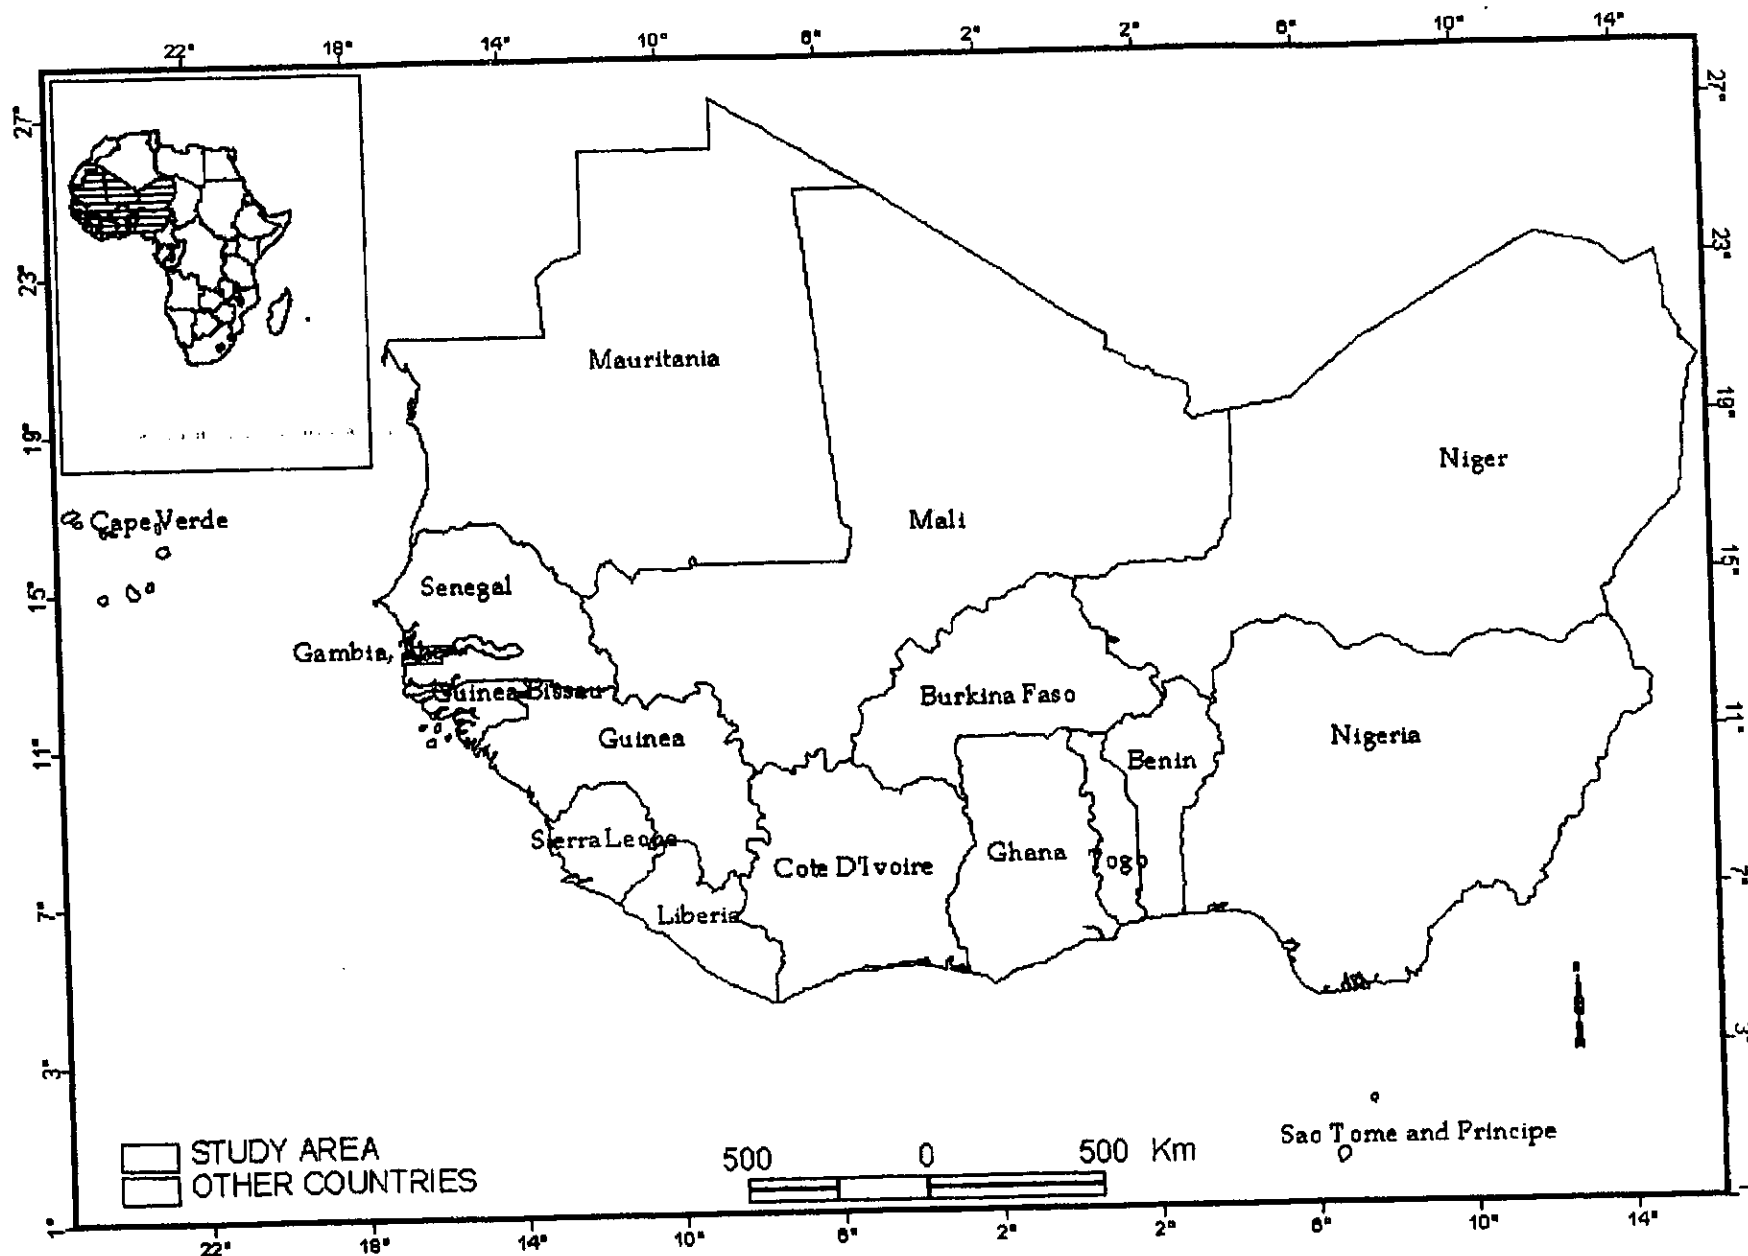 22° 18° 14° 10° 6° 2° 2° 6° 10° 14°
27° 27°
23° 23°
Mauritania
19° 19°
Niger
Cape Verde
Mali
15° 15°
Senegal
Gambia, The
Guinea-Bissau
Burkina Faso
11° 11°
Guinea
Nigeria
Benin
Sierra Leone
Cote D'Ivoire
Ghana
Togo
7° 7°
Liberia
3° 3°
Sao Tome and Principe
STUDY AREA
OTHER COUNTRIES
500 0 500 Km
1°
22° 18° 14° 10° 6° 2° 2° 6° 10° 14°